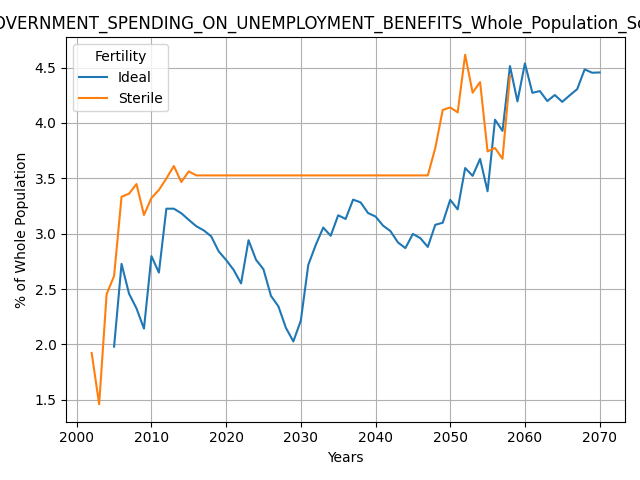 OVERNMENT_SPENDING_ON_UNEMPLOYMENT_BENEFITS_Whole_Population_S
Fertility
Ideal
Sterile
4.5
4.0
3.5
3.0
2.5
2.0
1.5
% of Whole Population
2000 2010 2020 2030 2040 2050 2060 2070
Years